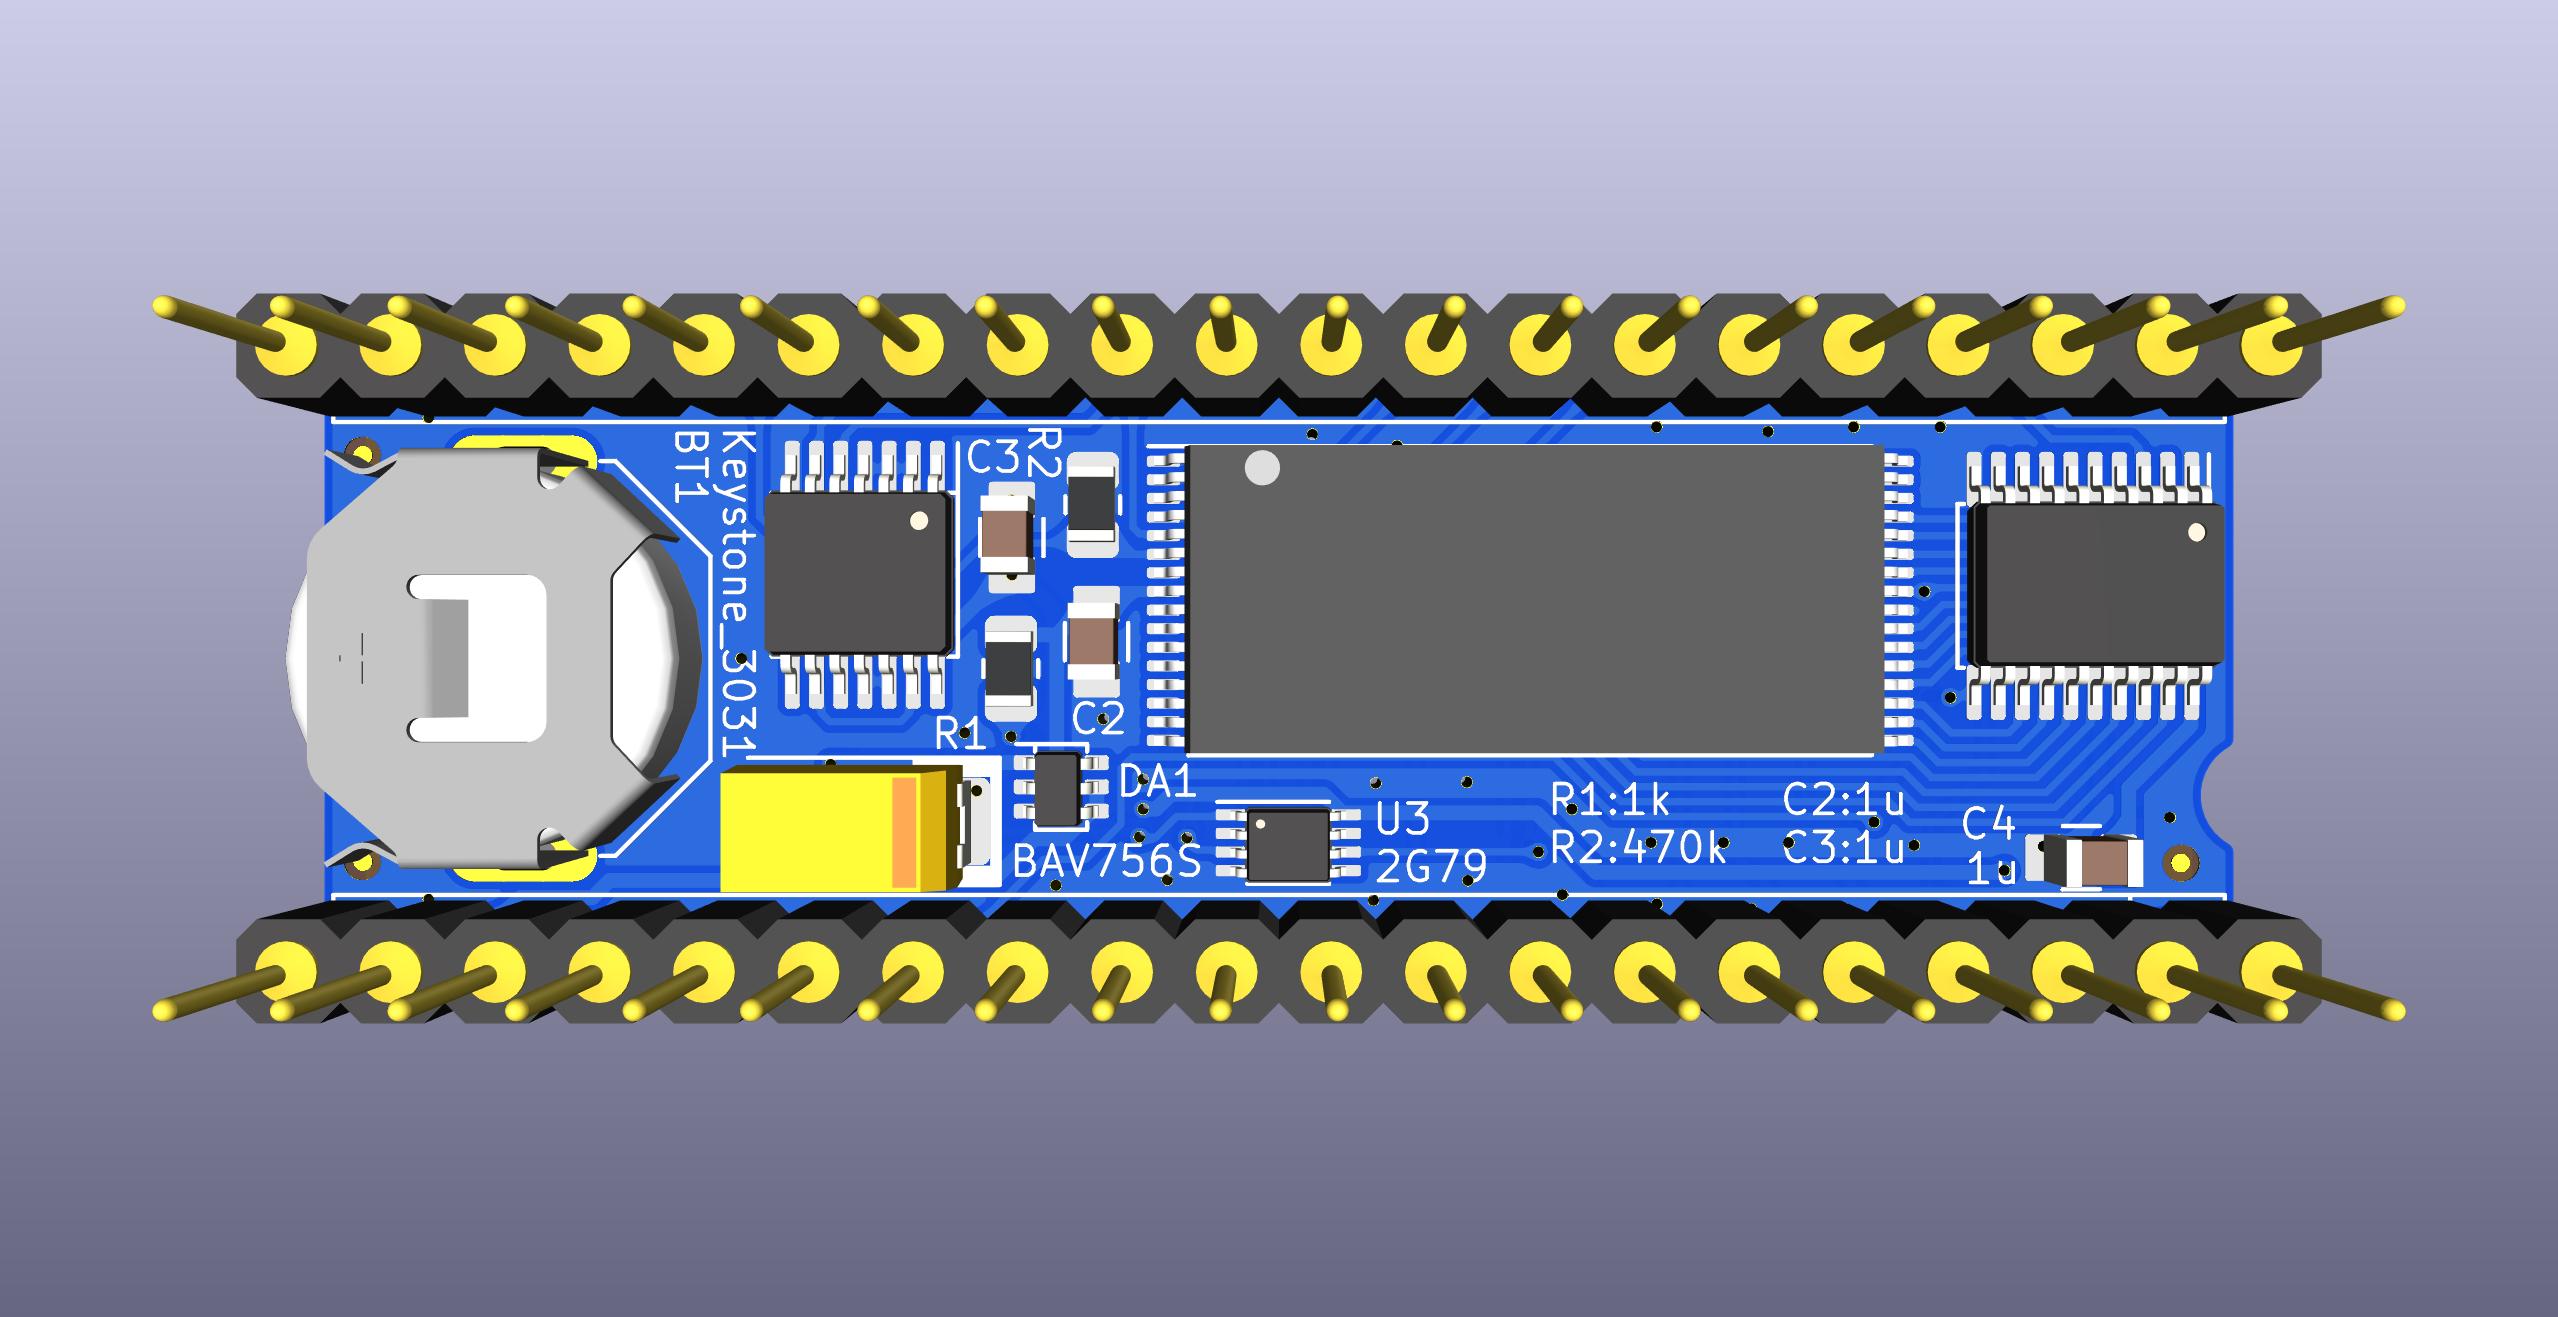 Keystone_3031
BT1
C3
R2
R1
C2
DA1
BAV756S
U3
2G79
R1:1k
R2:470k
C2:1u
C3:1u
C4
1u